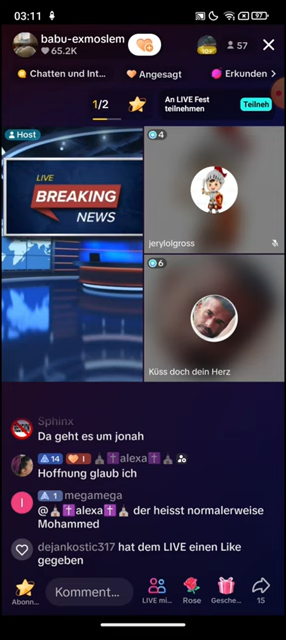 03:11
97
babu-exmoslem
65.2K
57
Chatten und Int...
Angesagt
Erkunden >
1/2
An LIVE Fest
teilnehmen
Teilneh
Host
4
LIVE
BREAKING
NEWS
jerylolgross
6
Küss doch dein Herz
Sphinx
Da geht es um jonah
14 I alexa
Hoffnung glaub ich
1 megamega
@alexa der heisst normalerweise
Mohammed
dejankostic317 hat dem LIVE einen Like
gegeben
Abonn...
Komment...
LIVE mi...
Rose
Gesche...
15